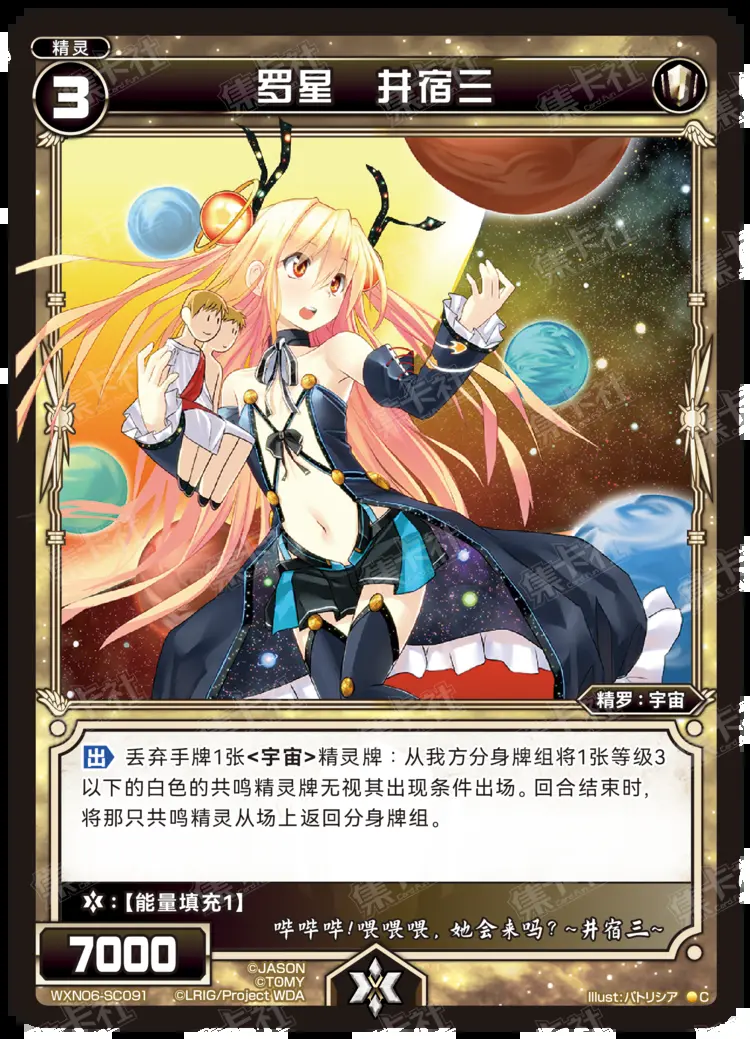 精灵
3
罗星 井宿三
精罗：宇宙
出 丢弃手牌1张<宇宙>精灵牌：从我方分身牌组将1张等级3
以下的白色的共鸣精灵牌无视其出现条件出场。回合结束时，
将那只共鸣精灵从场上返回分身牌组。
：【能量填充1】
哔哔哔！喂喂喂，她会来吗？~井宿三~
7000
©JASON
©TOMY
WXN06-SC091 ©LRIG/Project WDA
Illust:パトリシア C
集卡社